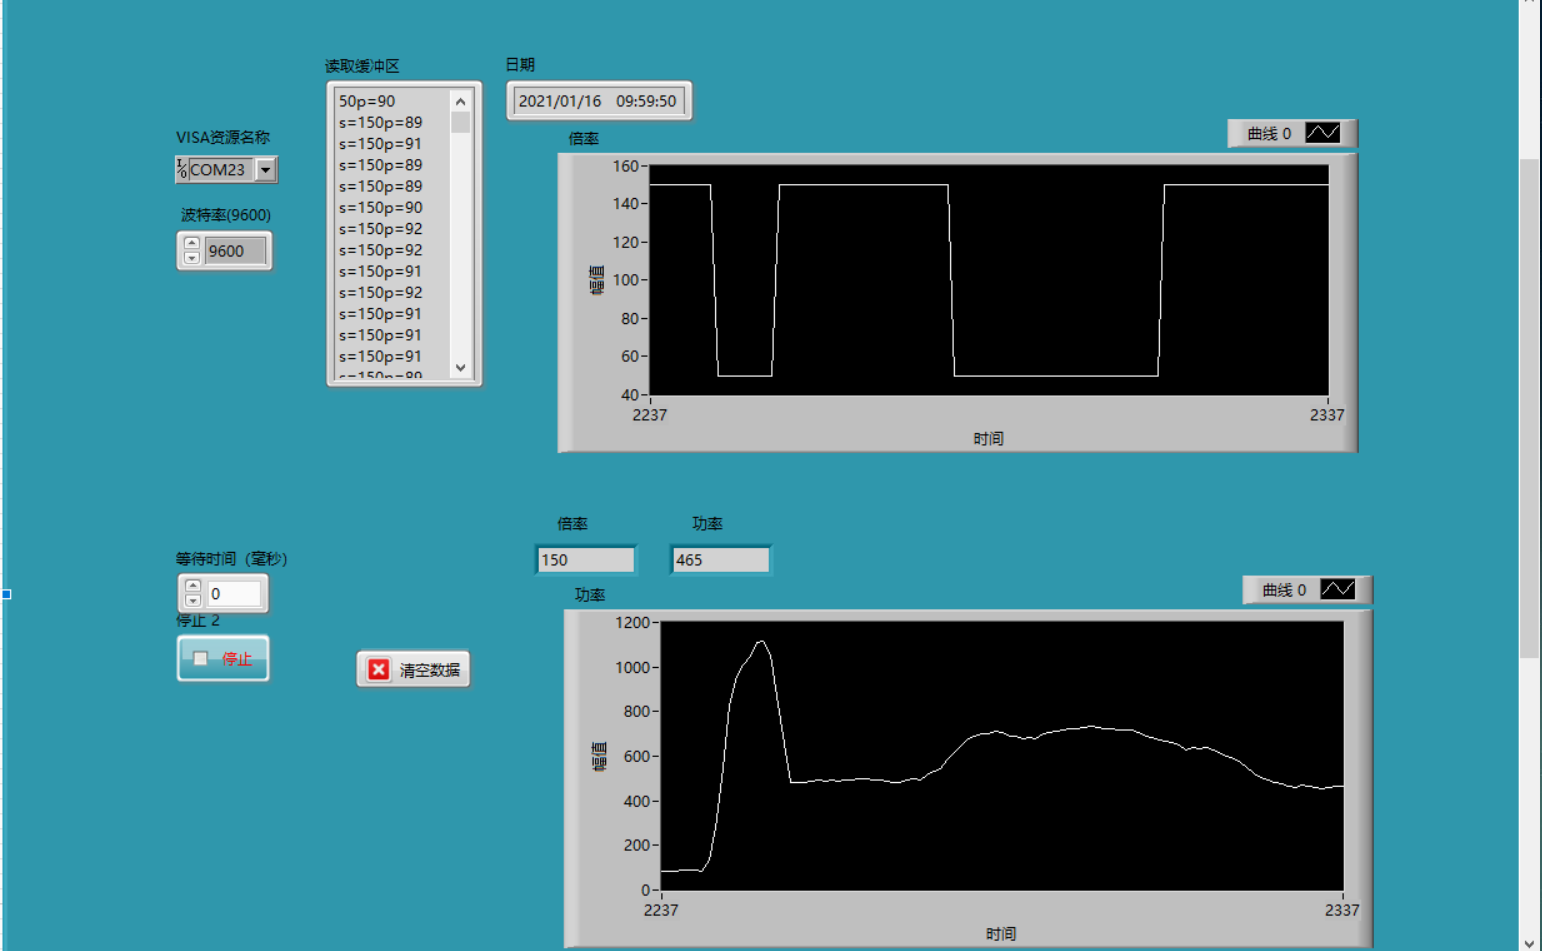 读取缓冲区
日期
50p=90
s=150p=89
s=150p=91
s=150p=89
s=150p=89
s=150p=90
s=150p=92
s=150p=92
s=150p=91
s=150p=92
s=150p=91
s=150p=91
s=150p=91
s=150p=89
2021/01/16 09:59:50
VISA资源名称
COM23
波特率(9600)
9600
倍率
曲线 0
160
140
120
100
80
60
40
幅值
2237
2337
时间
倍率
功率
150
465
等待时间（毫秒）
0
停止 2
停止
清空数据
功率
曲线 0
1200
1000
800
600
400
200
0
幅值
2237
2337
时间